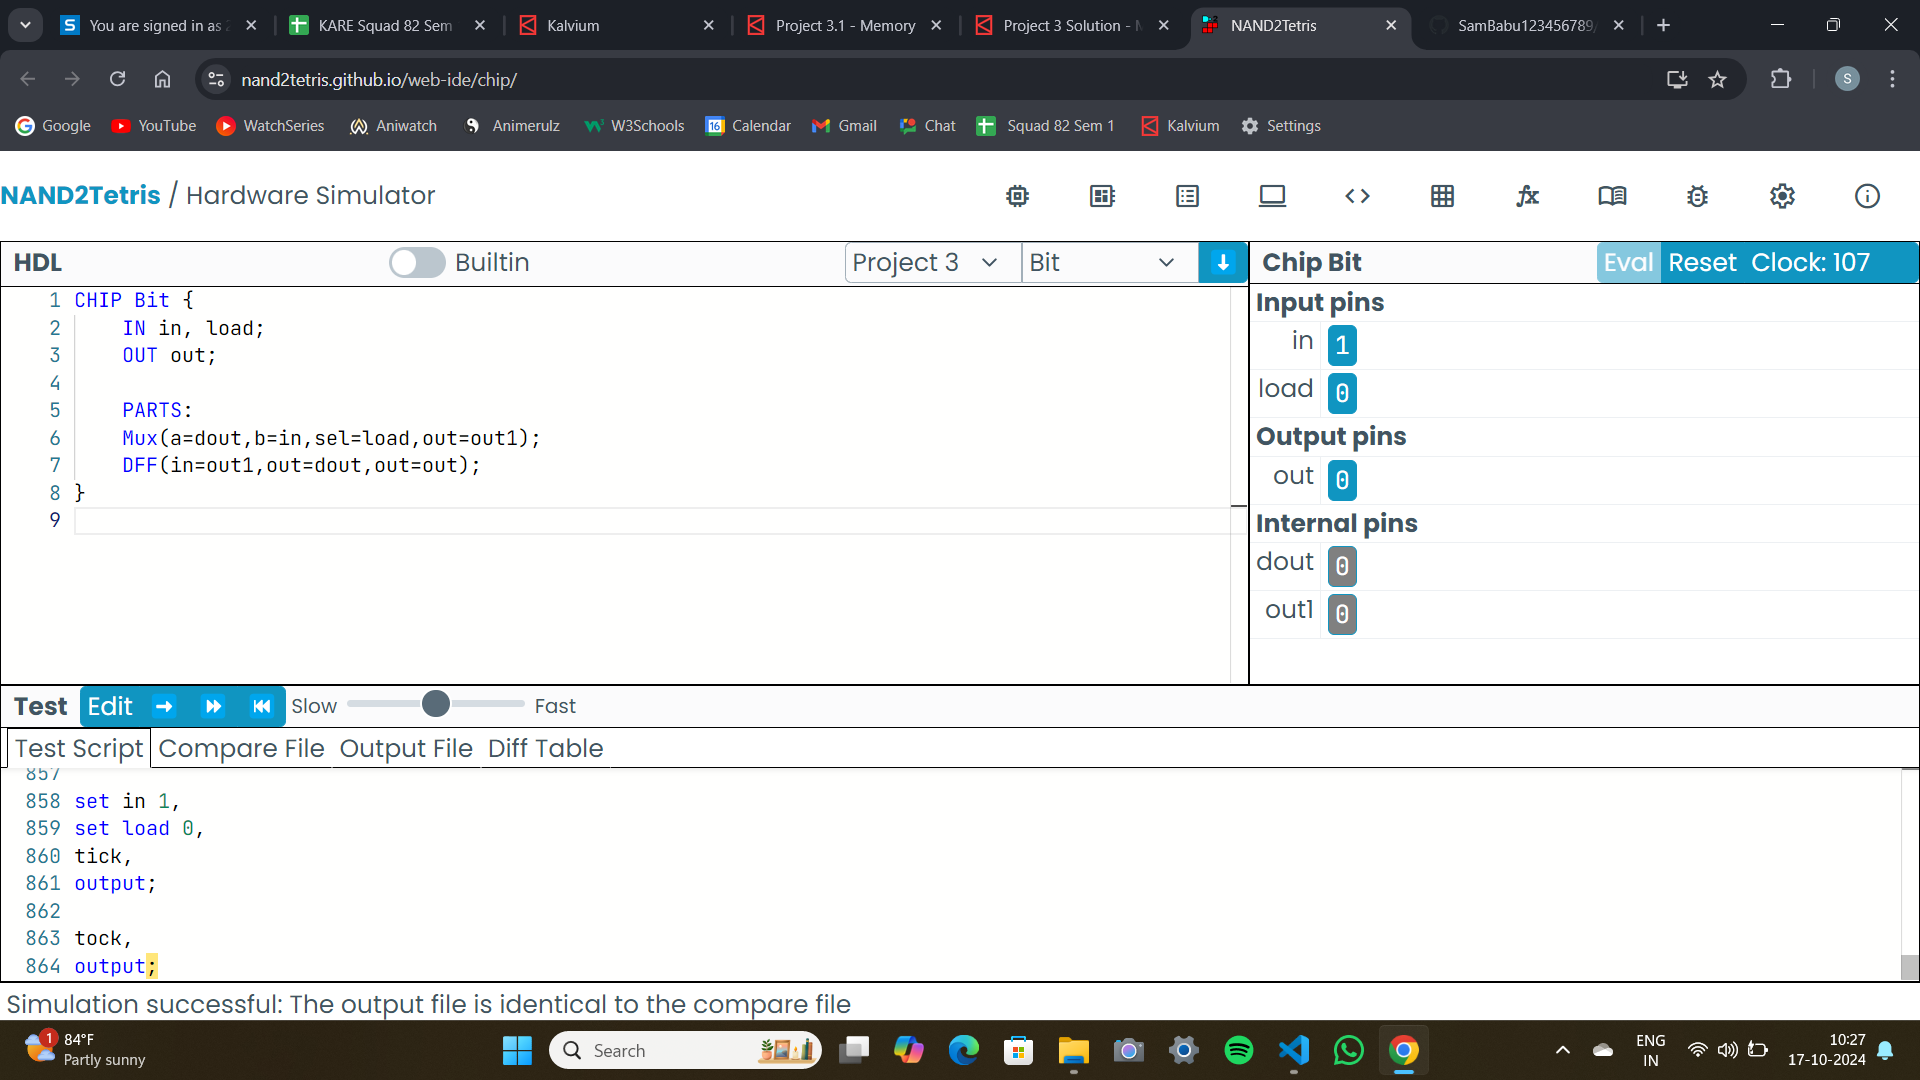 You are signed in as
KARE Squad 82 Sem
Kalvium
Project 3.1 - Memory
Project 3 Solution -
NAND2Tetris
SamBabu123456789/
nand2tetris.github.io/web-ide/chip/
S
Google
YouTube
WatchSeries
Aniwatch
Animerulz
W3Schools
16
Calendar
Gmail
Chat
Squad 82 Sem 1
Kalvium
Settings
NAND2Tetris / Hardware Simulator
HDL
Builtin
Project 3
Bit
Chip Bit
Eval Reset Clock: 107
1 CHIP Bit {
2 IN in, load;
3 OUT out;
4
5 PARTS:
6 Mux(a=dout,b=in,sel=load,out=out1);
7 DFF(in=out1,out=dout,out=out);
8 }
9
Input pins
in 1
load 0
Output pins
out 0
Internal pins
dout 0
out1 0
Test Edit Slow Fast
Test Script Compare File Output File Diff Table
857
858 set in 1,
859 set load 0,
860 tick,
861 output;
862
863 tock,
864 output;
Simulation successful: The output file is identical to the compare file
1
84°F
Partly sunny
Search
ENG
IN
10:27
17-10-2024